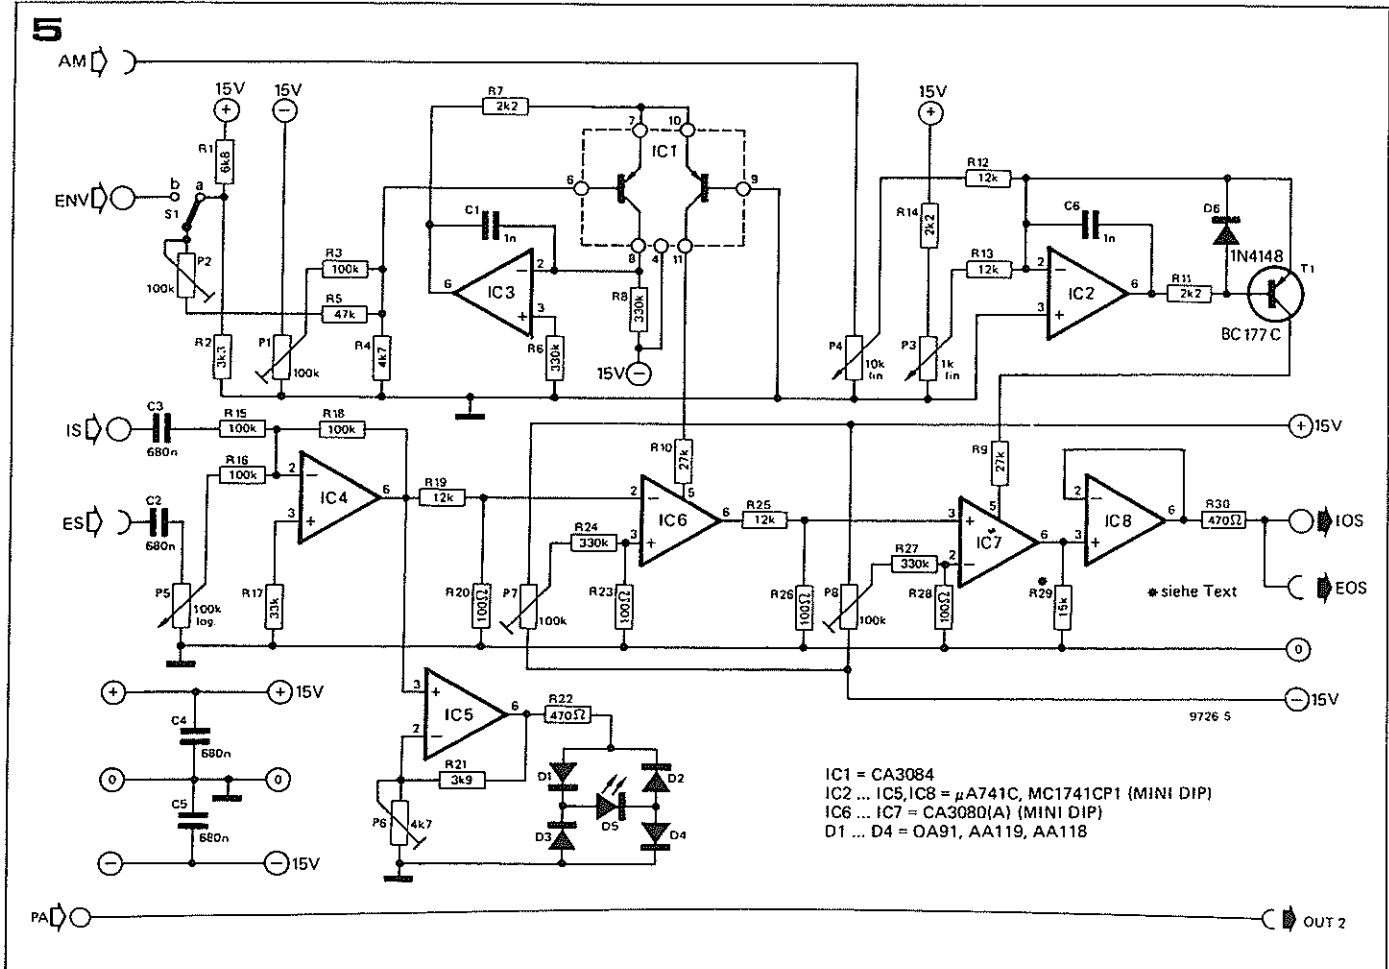 5
AM
15V
15V
R7
2k2
7
10
IC1
15V
R12
12k
R1
6k8
ENV
b
a
S1
6
9
C1
1n
R14
2k2
C6
1n
D6
1N4148
T1
P2
100k
R3
100k
R5
47k
8
4
11
R13
12k
6
IC3
2
3
R8
330k
2
3
IC2
6
R11
2k2
BC177C
R2
3k3
P1
100k
R4
4k7
R6
330k
15V
P4
10k
lin
P3
1k
lin
IS
C3
680n
R15
100k
R18
100k
15V
R16
100k
R10
27k
R9
27k
ES
C2
680n
2
3
IC4
6
R19
12k
2
3
5
IC6
6
R25
12k
3
2
5
IC7
*
6
2
3
IC8
6
R30
470Ω
IOS
R24
330k
R27
330k
P5
100k
log.
R17
33k
R20
100Ω
P7
100k
R23
100Ω
R26
100Ω
P8
100k
R28
100Ω
*
R29
15k
* siehe Text
EOS
0
15V
3
2
IC5
6
R22
470Ω
15V
9726 5
C4
680n
R21
3k9
D1
D2
0
0
D5
C5
680n
P6
4k7
D3
D4
15V
IC1 = CA3084
IC2 ... IC5,IC8 = μA741C, MC1741CP1 (MINI DIP)
IC6 ... IC7 = CA3080(A) (MINI DIP)
D1 ... D4 = OA91, AA119, AA118
PA
OUT 2